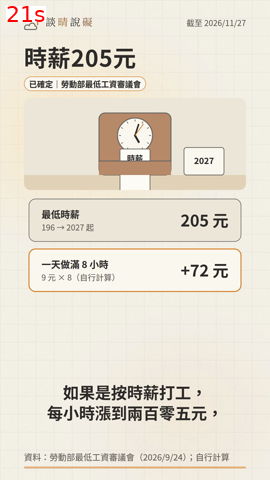 21s
談晴說礙
截至 2026/11/27
時薪205元
已確定｜勞動部最低工資審議會
時薪
2027
最低時薪
196 → 2027 起
205 元
一天做滿 8 小時
9 元 × 8（自行計算）
+72 元
如果是按時薪打工，
每小時漲到兩百零五元，
資料：勞動部最低工資審議會（2026/9/24）；自行計算